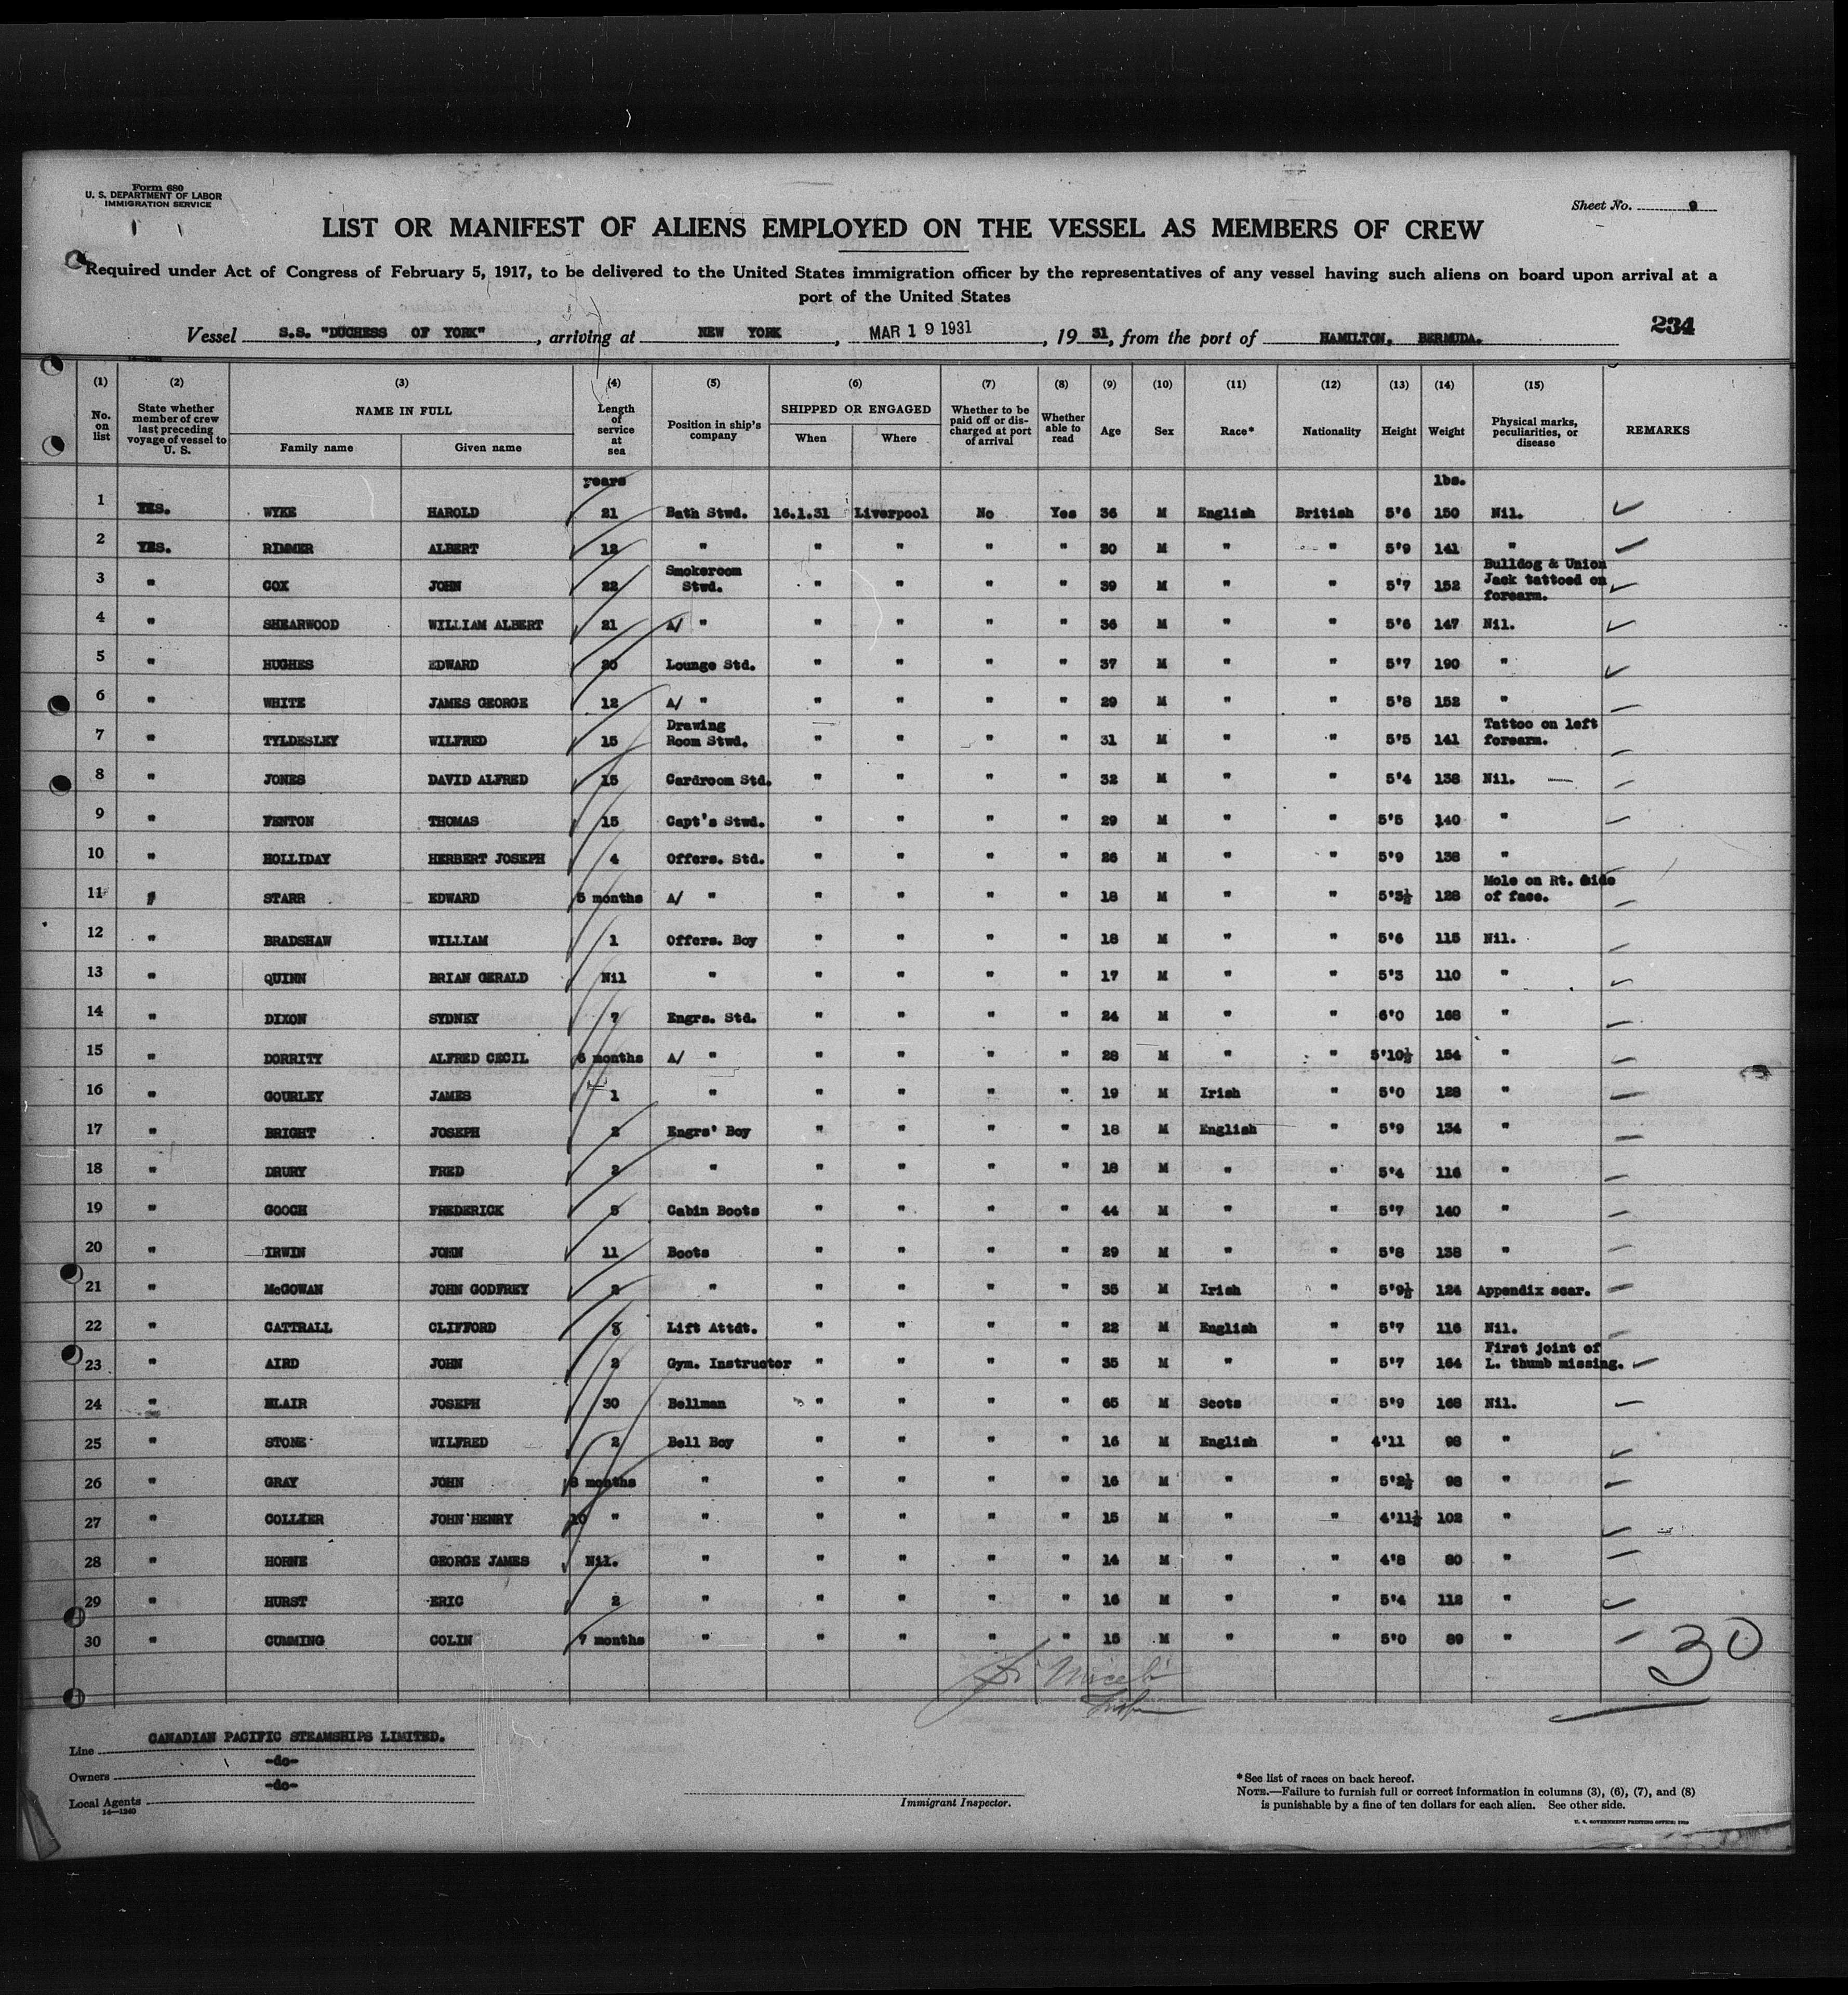 Form 680
U. S. DEPARTMENT OF LABOR
IMMIGRATION SERVICE
Sheet No. 9
LIST OR MANIFEST OF ALIENS EMPLOYED ON THE VESSEL AS MEMBERS OF CREW
Required under Act of Congress of February 5, 1917, to be delivered to the United States immigration officer by the representatives of any vessel having such aliens on board upon arrival at a
port of the United States
Vessel S.S. "DUCHESS OF YORK", arriving at NEW YORK, MAR 19 1931, 19 31, from the port of HAMILTON, BERMUDA. 234
(1) (2) (3) (4) (5) (6) (7) (8) (9) (10) (11) (12) (13) (14) (15)
No. on list State whether member of crew last preceding voyage of vessel to U. S. NAME IN FULL Family name Given name Length of service at sea Position in ship's company SHIPPED OR ENGAGED When Where Whether to be paid off or discharged at port of arrival Whether able to read Age Sex Race* Nationality Height Weight Physical marks, peculiarities, or disease REMARKS
years lbs.
1 YES. WYKE HAROLD 21 Bath Stwd. 16.1.31 Liverpool No Yes 36 M English British 5'6 150 Nil.
2 YES. RIMMER ALBERT 12 " " " " " 30 M " " 5'9 141 "
3 " COX JOHN 22 Smokeroom Stwd. " " " " 39 M " " 5'7 152 Bulldog & Union Jack tattoed on forearm.
4 " SHEARWOOD WILLIAM ALBERT 21 A/ " " " " " 36 M " " 5'6 147 Nil.
5 " HUGHES EDWARD 20 Lounge Std. " " " " 37 M " " 5'7 190 "
6 " WHITE JAMES GEORGE 12 A/ " " " " " 29 M " " 5'8 152 "
7 " TYLDESLEY WILFRED 15 Drawing Room Stwd. " " " " 31 M " " 5'5 141 Tattoo on left forearm.
8 " JONES DAVID ALFRED 15 Cardroom Std. " " " " 32 M " " 5'4 138 Nil.
9 " FENTON THOMAS 15 Capt's Stwd. " " " " 29 M " " 5'5 140 "
10 " HOLLIDAY HERBERT JOSEPH 4 Offers. Std. " " " " 26 M " " 5'9 138 "
11 " STARR EDWARD 5 months A/ " " " " " 18 M " " 5'3½ 128 Mole on Rt. side of face.
12 " BRADSHAW WILLIAM 1 Offers. Boy " " " " 18 M " " 5'6 115 Nil.
13 " QUINN BRIAN GERALD Nil " " " " " 17 M " " 5'3 110 "
14 " DIXON SYDNEY 7 Engrs. Std. " " " " 24 M " " 6'0 168 "
15 " DORRITY ALFRED CECIL 6 months A/ " " " " " 28 M " " 5'10½ 154 "
16 " GOURLEY JAMES 1 " " " " " 19 M Irish " 5'0 128 "
17 " BRIGHT JOSEPH 2 Engrs' Boy " " " " 18 M English " 5'9 134 "
18 " DRURY FRED 2 " " " " " 18 M " " 5'4 116 "
19 " GOOCH FREDERICK Cabin Boots " " " " 44 M " " 5'7 140 "
20 " IRWIN JOHN 11 Boots " " " " 29 M " " 5'8 138 "
21 " McGOWAN JOHN GODFREY 2 " " " " " 35 M Irish " 5'9½ 124 Appendix scar.
22 " CATTRALL CLIFFORD Lift Attdt. " " " " 22 M English " 5'7 116 Nil.
23 " AIRD JOHN 2 Gym. Instructor " " " " 35 M " " 5'7 164 First joint of L. thumb missing.
24 " BLAIR JOSEPH 30 Bellman " " " " 65 M Scots " 5'9 168 Nil.
25 " STONE WILFRED 2 Bell Boy " " " " 16 M English " 4'11 98 "
26 " GRAY JOHN 8 months " " " " " 16 M " " 5'2½ 98 "
27 " COLLIER JOHN HENRY 10 " " " " " " 15 M " " 4'11½ 102 "
28 " HORNE GEORGE JAMES Nil. " " " " " 14 M " " 4'8 80 "
29 " HURST ERIC 2 " " " " " 16 M " " 5'4 112 "
30 " CUMMING COLIN 7 months " " " " " 15 M " " 5'0 89 "
30
Line CANADIAN PACIFIC STEAMSHIPS LIMITED.
Owners -do-
Local Agents -do-
14—1240
Immigrant Inspector.
*See list of races on back hereof.
NOTE.—Failure to furnish full or correct information in columns (3), (6), (7), and (8)
is punishable by a fine of ten dollars for each alien. See other side.